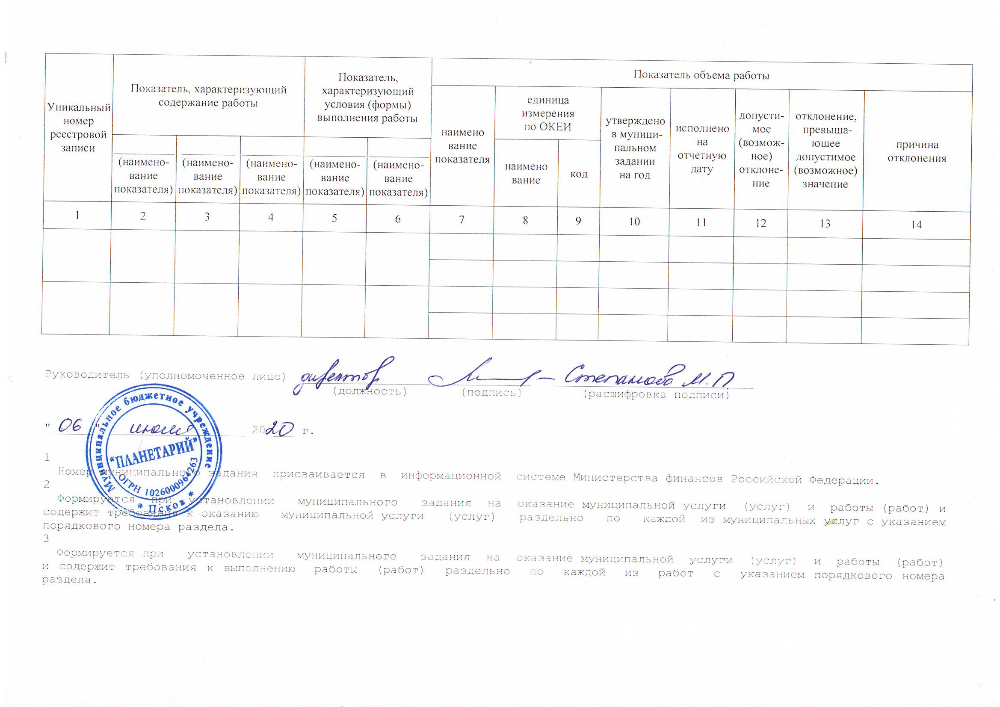 Уникальный
номер
реестровой
записи
Показатель, характеризующий
содержание работы
Показатель,
характеризующий
условия (формы)
выполнения работы
Показатель объема работы
(наимено-
вание
показателя)
(наимено-
вание
показателя)
(наимено-
вание
показателя)
(наимено-
вание
показателя)
(наимено-
вание
показателя)
наимено
вание
показателя
единица
измерения
по ОКЕИ
наимено
вание
код
утверждено
в муници-
пальном
задании
на год
исполнено
на
отчетную
дату
допусти-
мое
(возмож-
ное)
отклоне-
ние
отклонение,
превыша-
ющее
допустимое
(возможное)
значение
причина
отклонения
1 2 3 4 5 6 7 8 9 10 11 12 13 14
Руководитель (уполномоченное лицо) директор Степанова М.П.
(должность) (подпись) (расшифровка подписи)
"06" июля 2020 г.
Муниципальное бюджетное учреждение
"ПЛАНЕТАРИЙ"
ОГРН 1026000964263
* Псков *
1
Номер муниципального задания присваивается в информационной системе Министерства финансов Российской Федерации.
2
Формируется при установлении муниципального задания на оказание муниципальной услуги (услуг) и работы (работ) и
содержит требования к оказанию муниципальной услуги (услуг) раздельно по каждой из муниципальных услуг с указанием
порядкового номера раздела.
3
Формируется при установлении муниципального задания на оказание муниципальной услуги (услуг) и работы (работ)
и содержит требования к выполнению работы (работ) раздельно по каждой из работ с указанием порядкового номера
раздела.